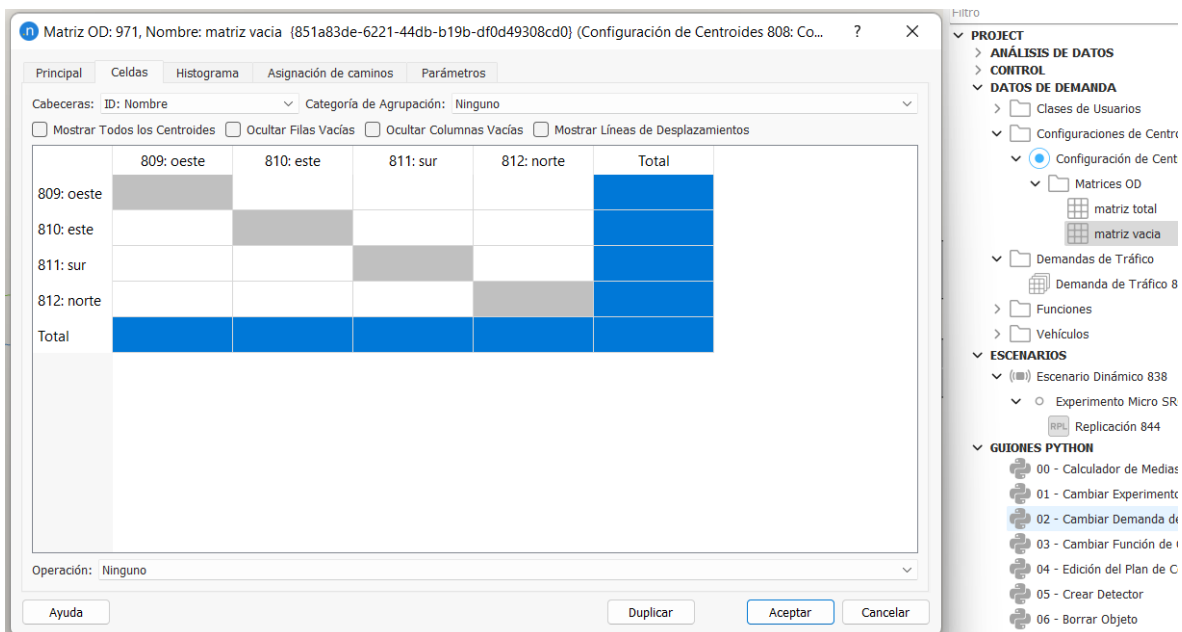 Filtro
Matriz OD: 971, Nombre: matriz vacia {851a83de-6221-44db-b19b-df0d49308cd0} (Configuración de Centroides 808: Co... ? ×
Principal Celdas Histograma Asignación de caminos Parámetros
Cabeceras: ID: Nombre Categoría de Agrupación: Ninguno
Mostrar Todos los Centroides Ocultar Filas Vacías Ocultar Columnas Vacías Mostrar Líneas de Desplazamientos
809: oeste 810: este 811: sur 812: norte Total
809: oeste
810: este
811: sur
812: norte
Total
Operación: Ninguno
Ayuda Duplicar Aceptar Cancelar
PROJECT
ANÁLISIS DE DATOS
CONTROL
DATOS DE DEMANDA
Clases de Usuarios
Configuraciones de Centro
Configuración de Cent
Matrices OD
matriz total
matriz vacia
Demandas de Tráfico
Demanda de Tráfico 8
Funciones
Vehículos
ESCENARIOS
Escenario Dinámico 838
Experimento Micro SR
RPL Replicación 844
GUIONES PYTHON
00 - Calculador de Medias
01 - Cambiar Experimento
02 - Cambiar Demanda de
03 - Cambiar Función de
04 - Edición del Plan de C
05 - Crear Detector
06 - Borrar Objeto